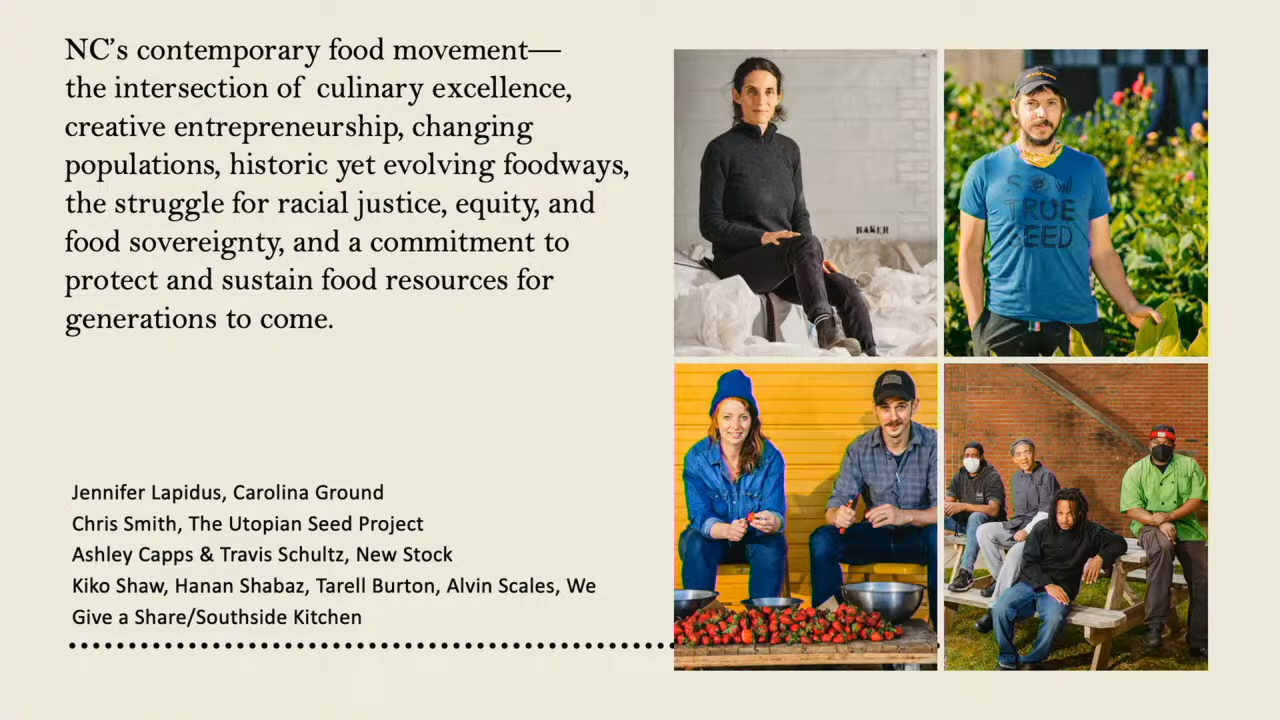 NC's contemporary food movement—
the intersection of culinary excellence,
creative entrepreneurship, changing
populations, historic yet evolving foodways,
the struggle for racial justice, equity, and
food sovereignty, and a commitment to
protect and sustain food resources for
generations to come.
BAKER
SOW
TRUE
SEED
Jennifer Lapidus, Carolina Ground
Chris Smith, The Utopian Seed Project
Ashley Capps & Travis Schultz, New Stock
Kiko Shaw, Hanan Shabaz, Tarell Burton, Alvin Scales, We
Give a Share/Southside Kitchen